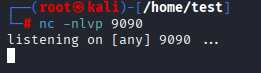 ┌──(root㉿kali)-[/home/test]
└─# nc -nlvp 9090
listening on [any] 9090 ...